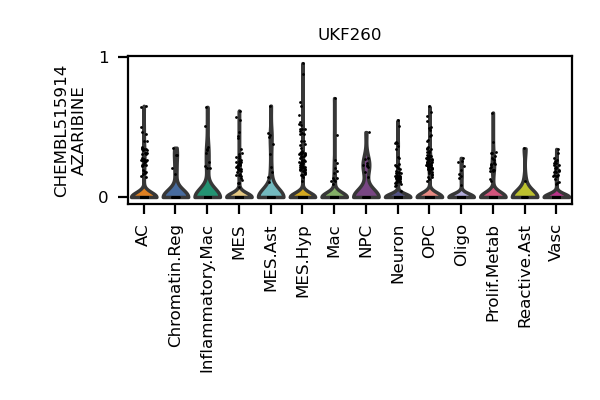 UKF260
CHEMBL515914
AZARIBINE
1
0
AC
Chromatin.Reg
Inflammatory.Mac
MES
MES.Ast
MES.Hyp
Mac
NPC
Neuron
OPC
Oligo
Prolif.Metab
Reactive.Ast
Vasc